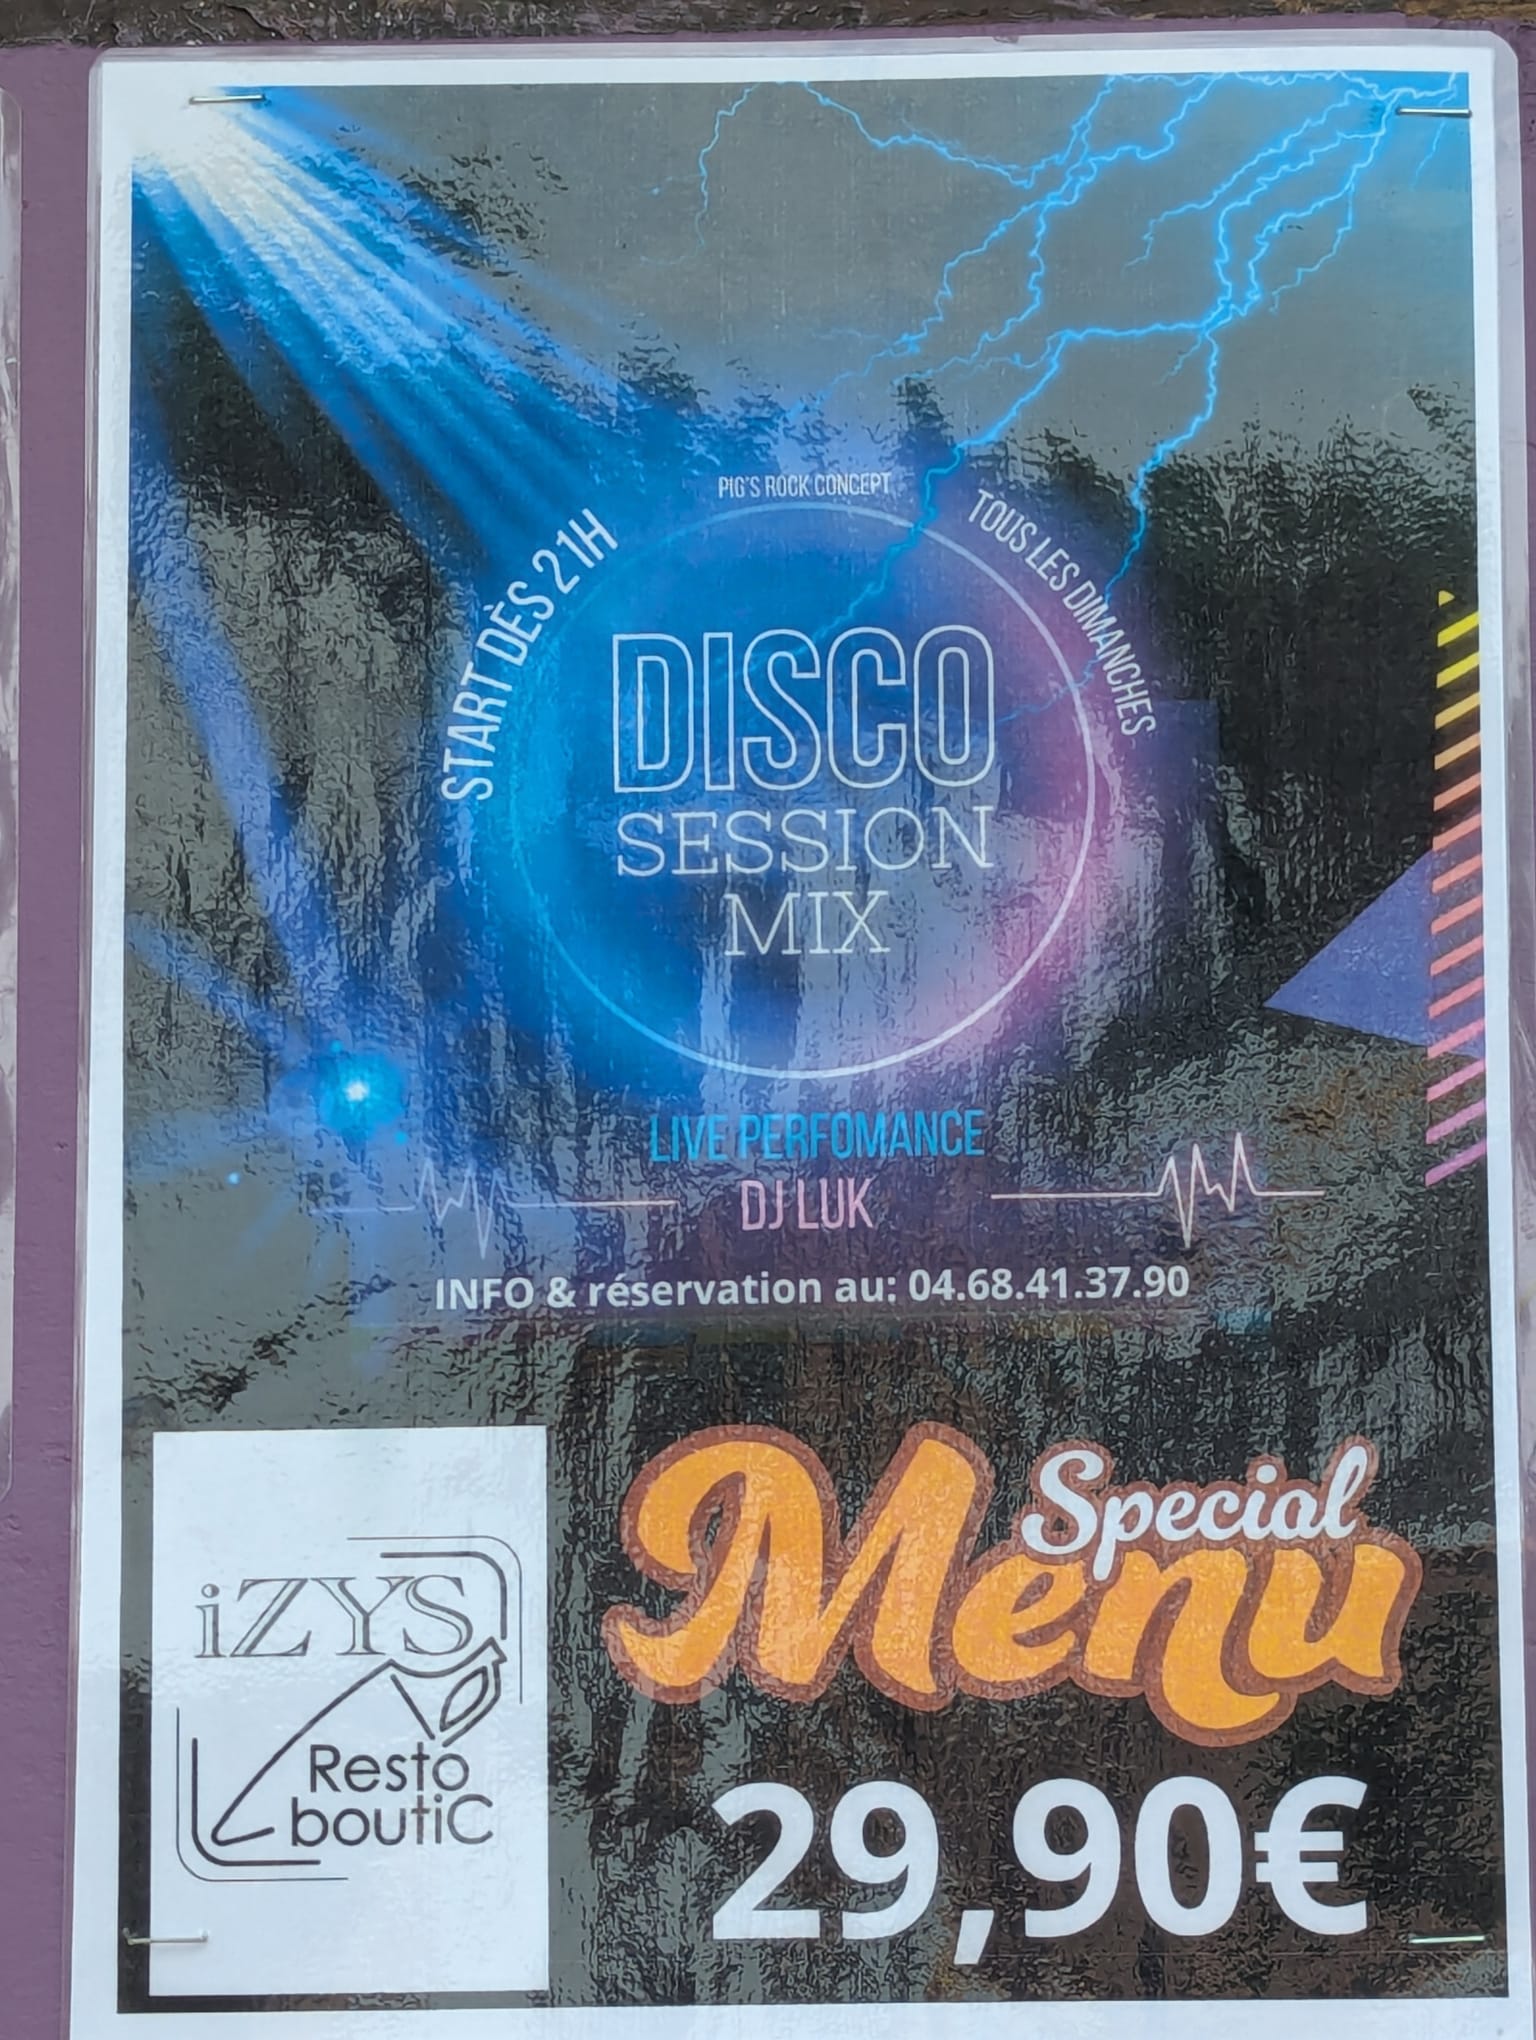 PIG'S ROCK CONCEPT
START DÈS 21H
TOUS LES DIMANCHES
DISCO
SESSION
MIX
LIVE PERFOMANCE
DJ LUK
INFO & réservation au: 04.68.41.37.90
Special
Menu
29,90€
iZYS
Resto
boutiC